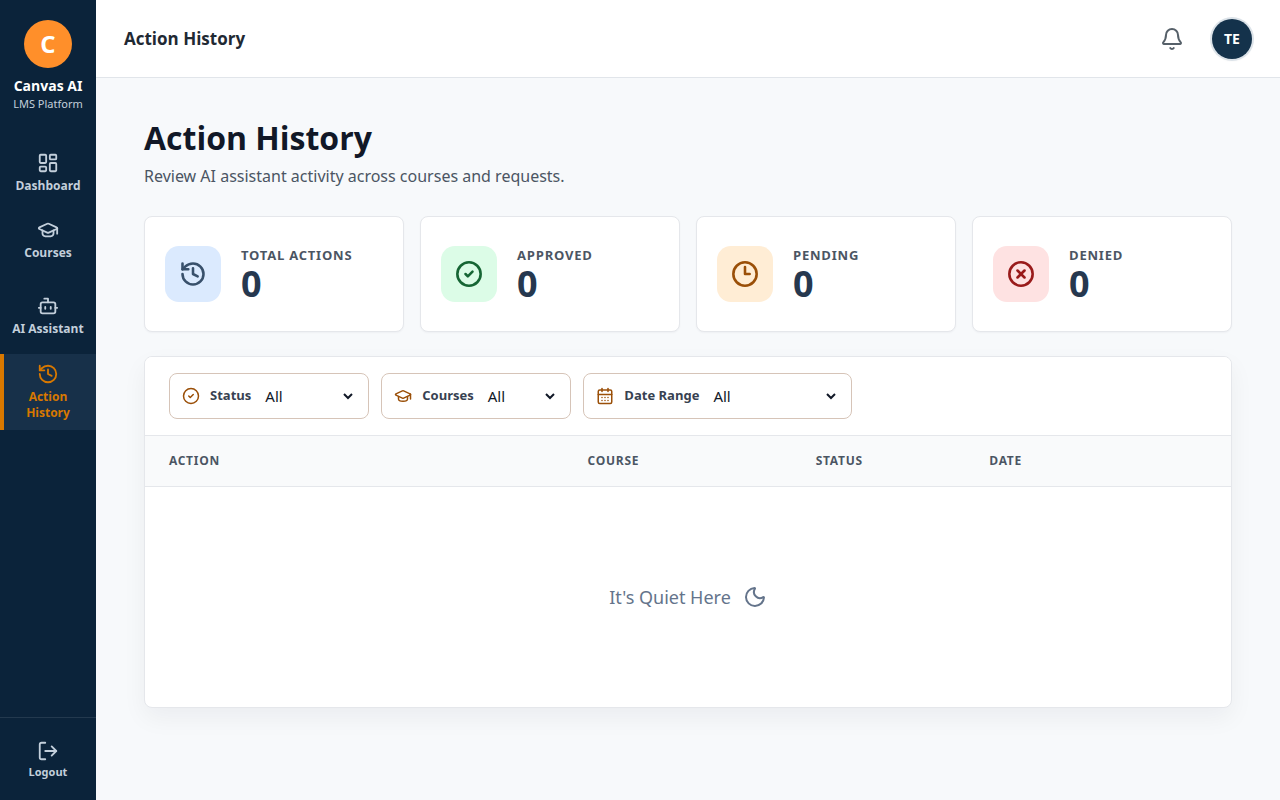 C
Canvas AI
LMS Platform
Dashboard
Courses
AI Assistant
Action
History
Logout
Action History
TE
Action History
Review AI assistant activity across courses and requests.
TOTAL ACTIONS
0
APPROVED
0
PENDING
0
DENIED
0
Status All
Courses All
Date Range All
ACTION COURSE STATUS DATE
It's Quiet Here